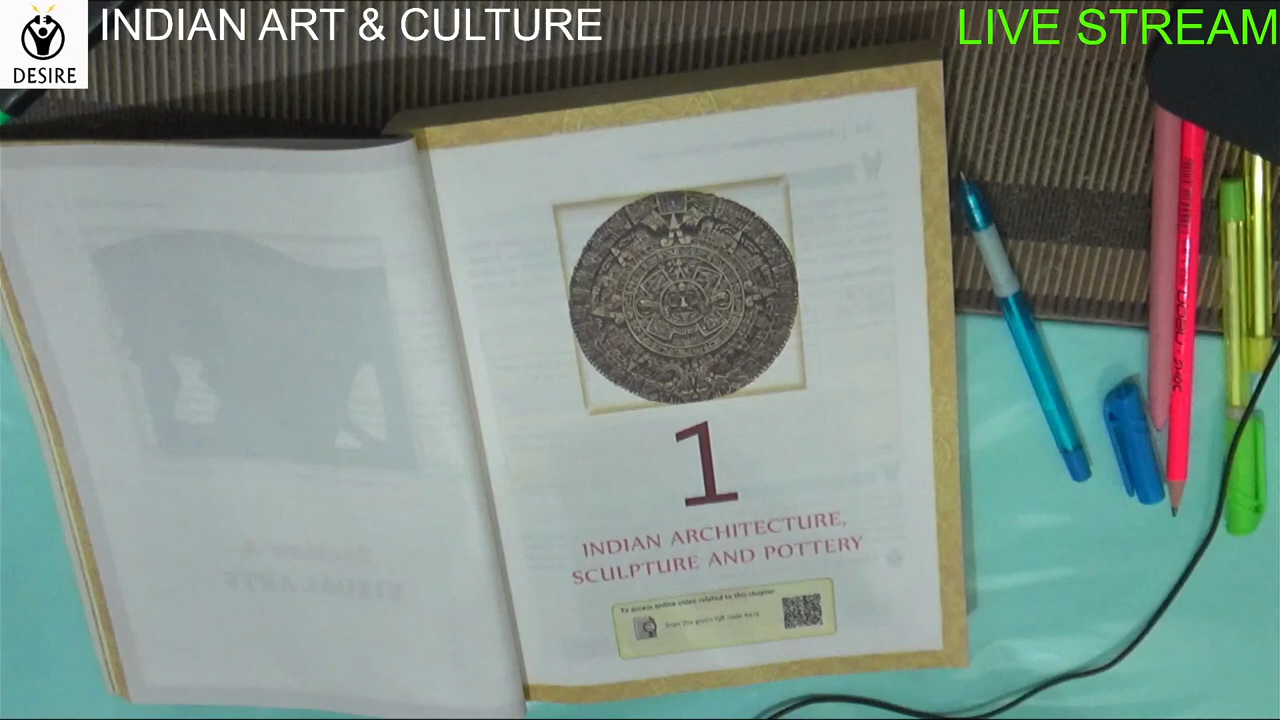 INDIAN ART & CULTURE
LIVE STREAM
DESIRE
1
INDIAN ARCHITECTURE,
SCULPTURE AND POTTERY
To access online video related to this chapter
Scan the given QR code here